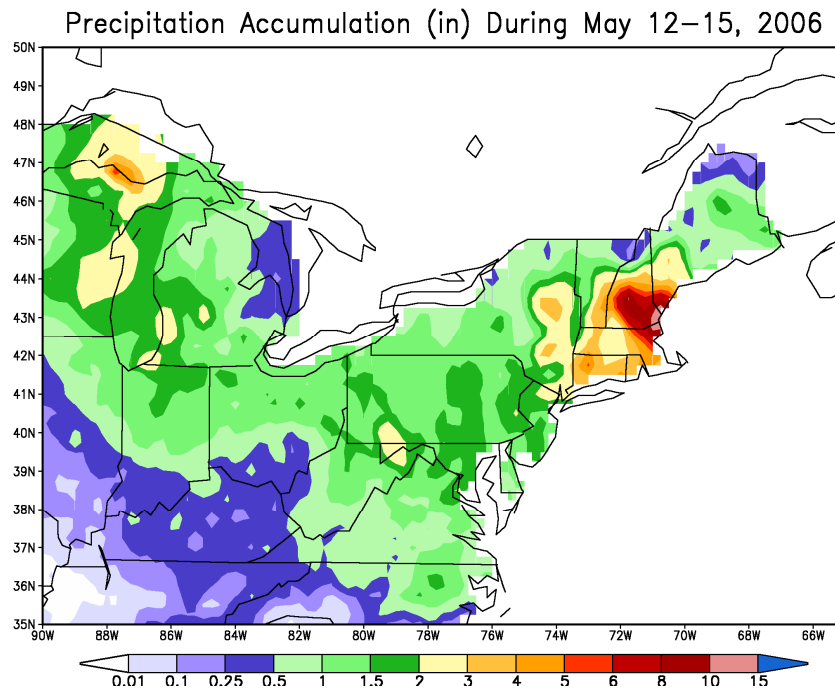 Precipitation Accumulation (in) During May 12–15, 2006
50N
49N
48N
47N
46N
45N
44N
43N
42N
41N
40N
39N
38N
37N
36N
35N
90W 88W 86W 84W 82W 80W 78W 76W 74W 72W 70W 68W 66W
0.01 0.1 0.25 0.5 1 1.5 2 3 4 5 6 8 10 15